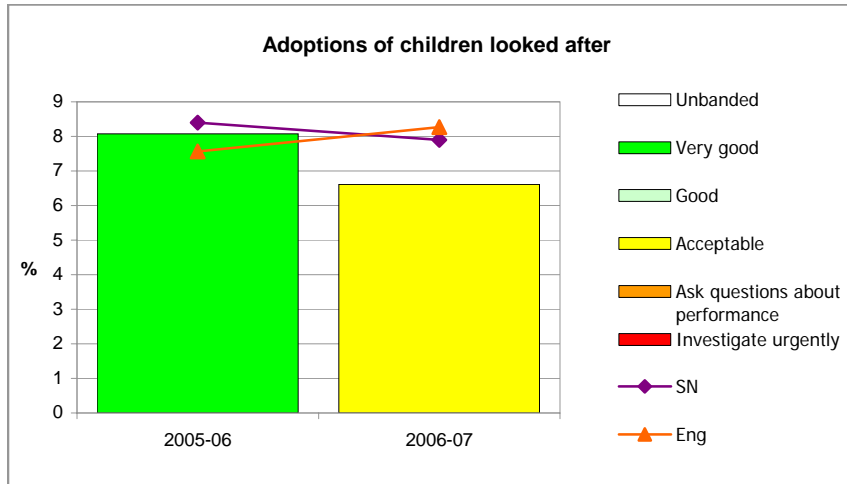 Adoptions of children looked after
9
8
7
6
5
4
3
2
1
0
%
2005-06
2006-07
Unbanded
Very good
Good
Acceptable
Ask questions about
performance
Investigate urgently
SN
Eng